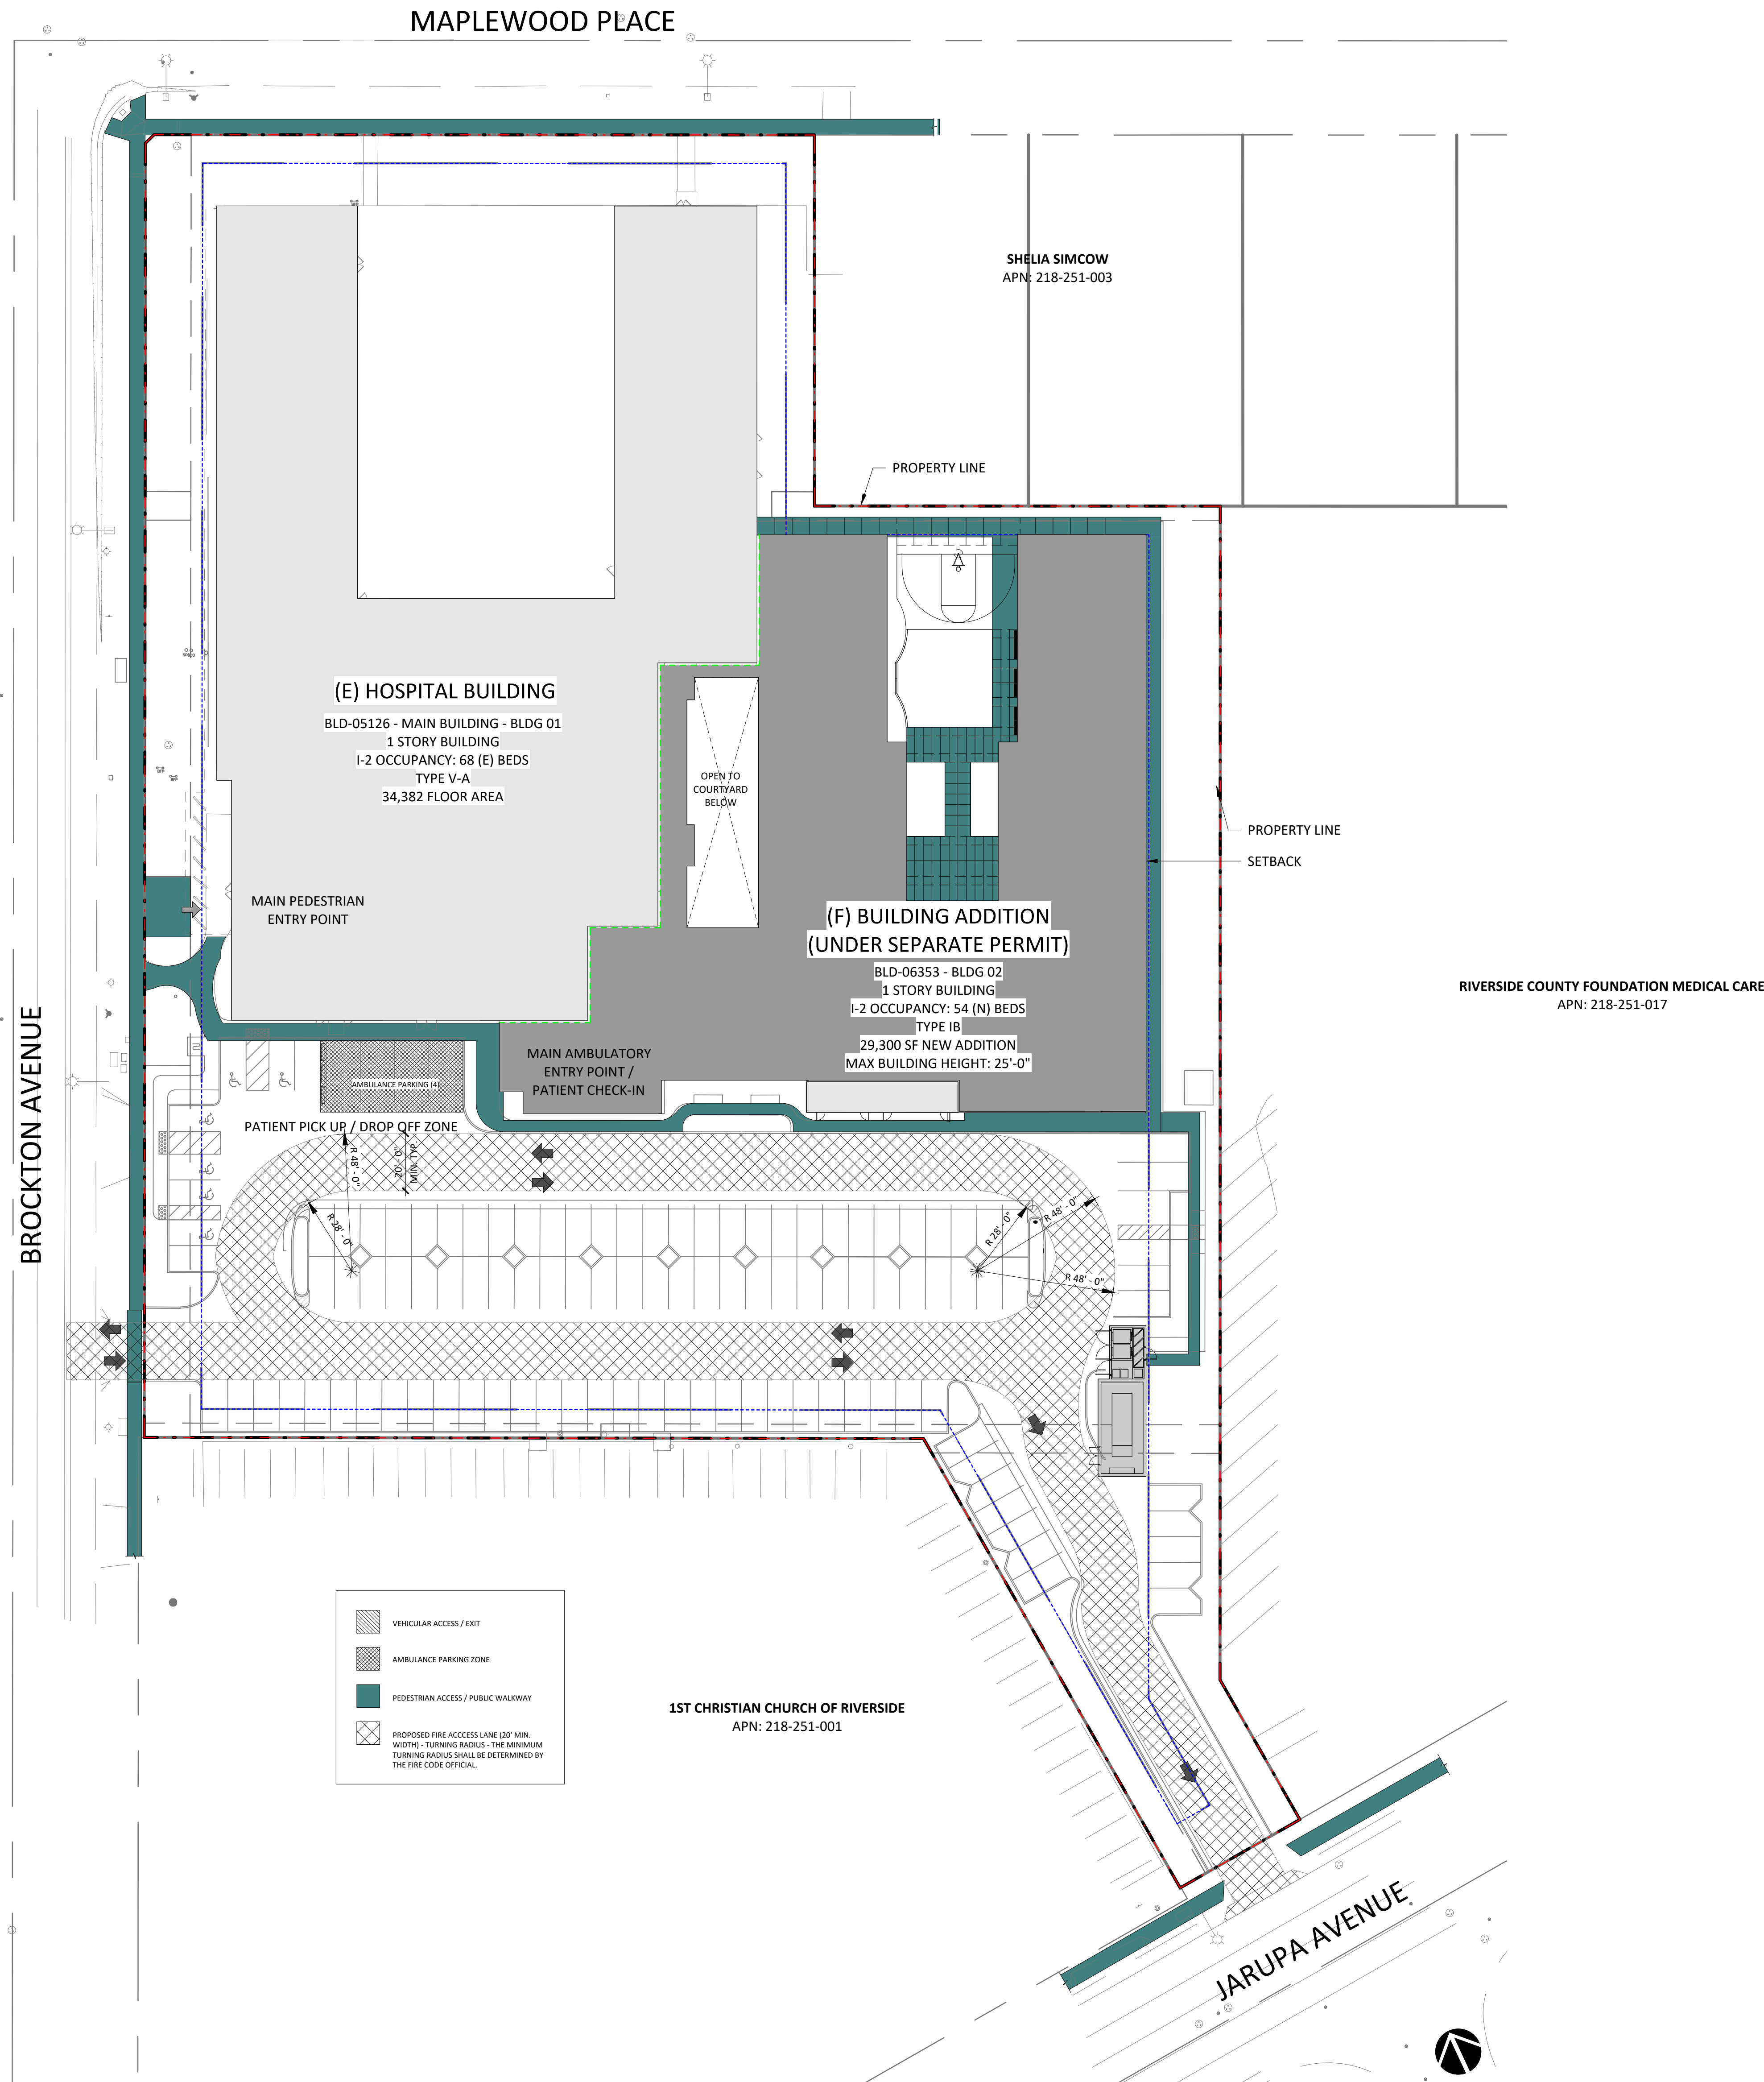 MAPLEWOOD PLACE
SHELIA SIMCOW
APN: 218-251-003
PROPERTY LINE
(E) HOSPITAL BUILDING
BLD-05126 - MAIN BUILDING - BLDG 01
1 STORY BUILDING
I-2 OCCUPANCY: 68 (E) BEDS
TYPE V-A
34,382 FLOOR AREA
OPEN TO
COURTYARD
BELOW
PROPERTY LINE
SETBACK
MAIN PEDESTRIAN
ENTRY POINT
(F) BUILDING ADDITION
(UNDER SEPARATE PERMIT)
BLD-06353 - BLDG 02
1 STORY BUILDING
I-2 OCCUPANCY: 54 (N) BEDS
TYPE IB
29,300 SF NEW ADDITION
MAX BUILDING HEIGHT: 25'-0"
RIVERSIDE COUNTY FOUNDATION MEDICAL CARE
APN: 218-251-017
BROCKTON AVENUE
MAIN AMBULATORY
ENTRY POINT /
PATIENT CHECK-IN
AMBULANCE PARKING (4)
PATIENT PICK UP / DROP OFF ZONE
R 48' - 0"
20' - 0"
MIN. TYP.
R 28' - 0"
R 28' - 0"
R 48' - 0"
R 48' - 0"
VEHICULAR ACCESS / EXIT
AMBULANCE PARKING ZONE
PEDESTRIAN ACCESS / PUBLIC WALKWAY
PROPOSED FIRE ACCCESS LANE (20' MIN.
WIDTH) - TURNING RADIUS - THE MINIMUM
TURNING RADIUS SHALL BE DETERMINED BY
THE FIRE CODE OFFICIAL.
1ST CHRISTIAN CHURCH OF RIVERSIDE
APN: 218-251-001
JARUPA AVENUE